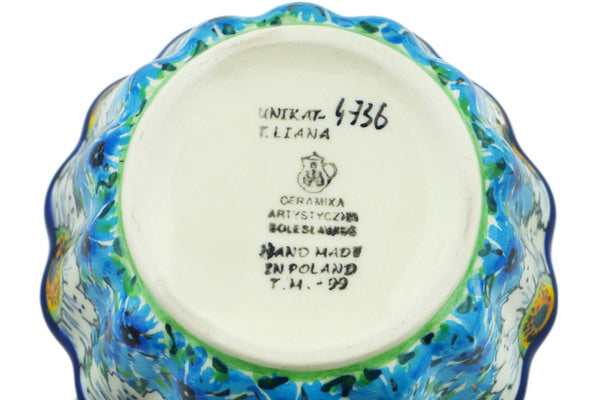 UNIKAT- 4736
T.LIANA
CERAMIKA
ARTYSTYCZNA
BOLESŁAWIEC
HAND MADE
IN POLAND
T.M.-99